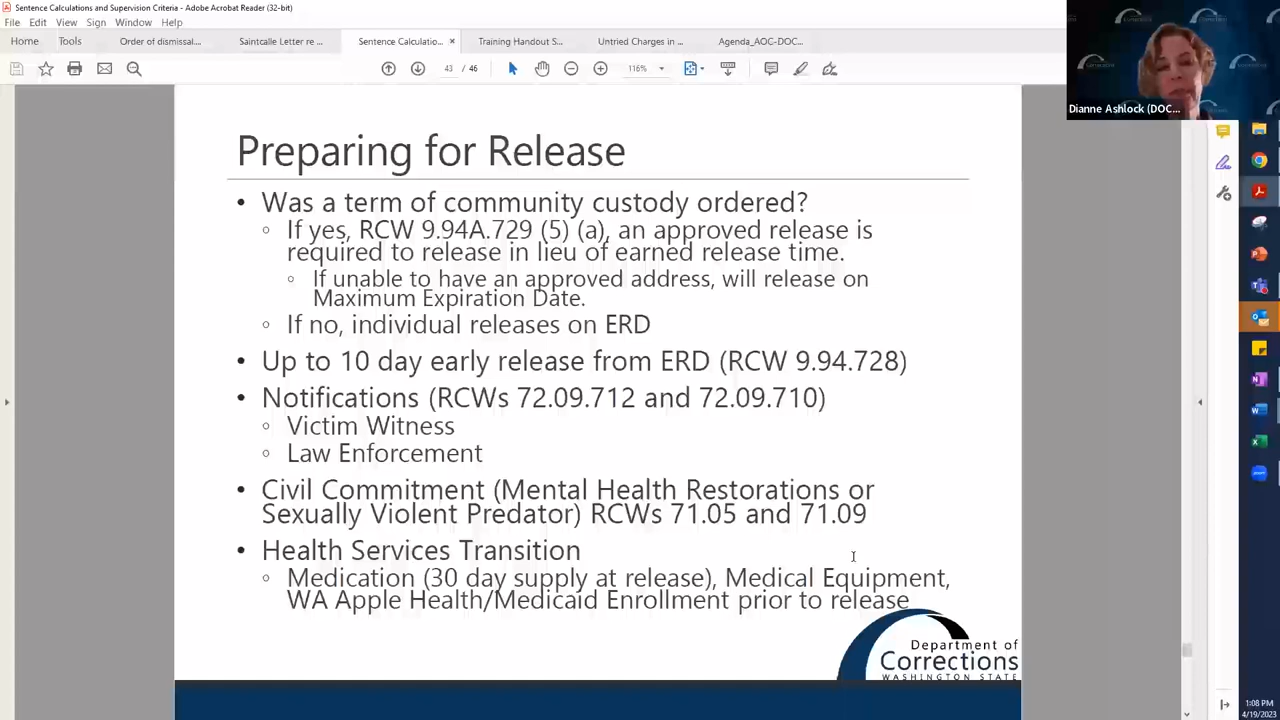 Sentence Calculations and Supervision Criteria - Adobe Acrobat Reader (32-bit)
File Edit View Sign Window Help
Home Tools Order of dismissal.... Saintcalle Letter re ... Sentence Calculatio... × Training Handout S... Untried Charges in ... Agenda_AOC-DOC...
43 / 46 116%
Dianne Ashlock (DOC...
Preparing for Release
• Was a term of community custody ordered?
◦ If yes, RCW 9.94A.729 (5) (a), an approved release is
required to release in lieu of earned release time.
◦ If unable to have an approved address, will release on
Maximum Expiration Date.
◦ If no, individual releases on ERD
• Up to 10 day early release from ERD (RCW 9.94.728)
• Notifications (RCWs 72.09.712 and 72.09.710)
◦ Victim Witness
◦ Law Enforcement
• Civil Commitment (Mental Health Restorations or
Sexually Violent Predator) RCWs 71.05 and 71.09
• Health Services Transition
◦ Medication (30 day supply at release), Medical Equipment,
WA Apple Health/Medicaid Enrollment prior to release
Department of
Corrections
WASHINGTON STATE
1:08 PM
4/19/2023